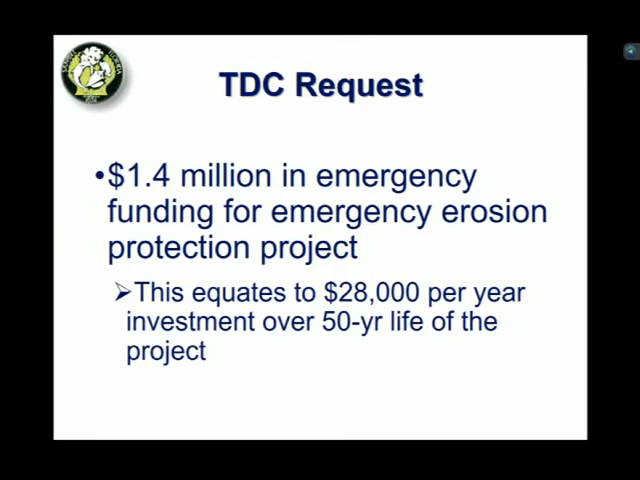 TDC Request
•$1.4 million in emergency
funding for emergency erosion
protection project
➢This equates to $28,000 per year
investment over 50-yr life of the
project